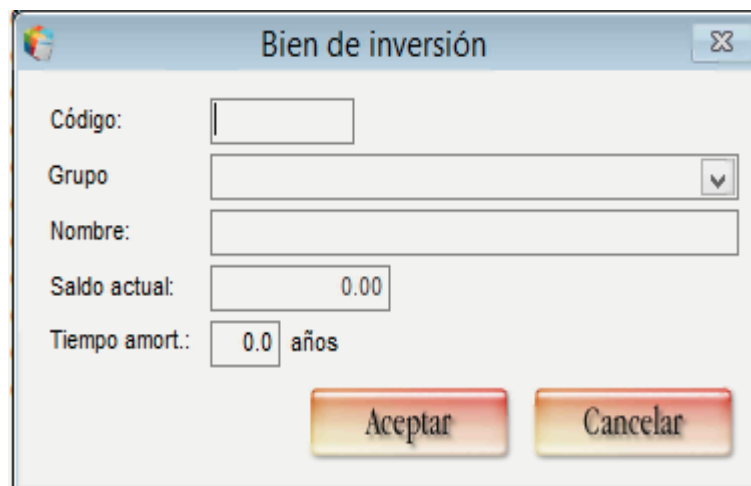 Bien de inversión
Código:
Grupo
Nombre:
Saldo actual: 0.00
Tiempo amort.: 0.0 años
Aceptar Cancelar